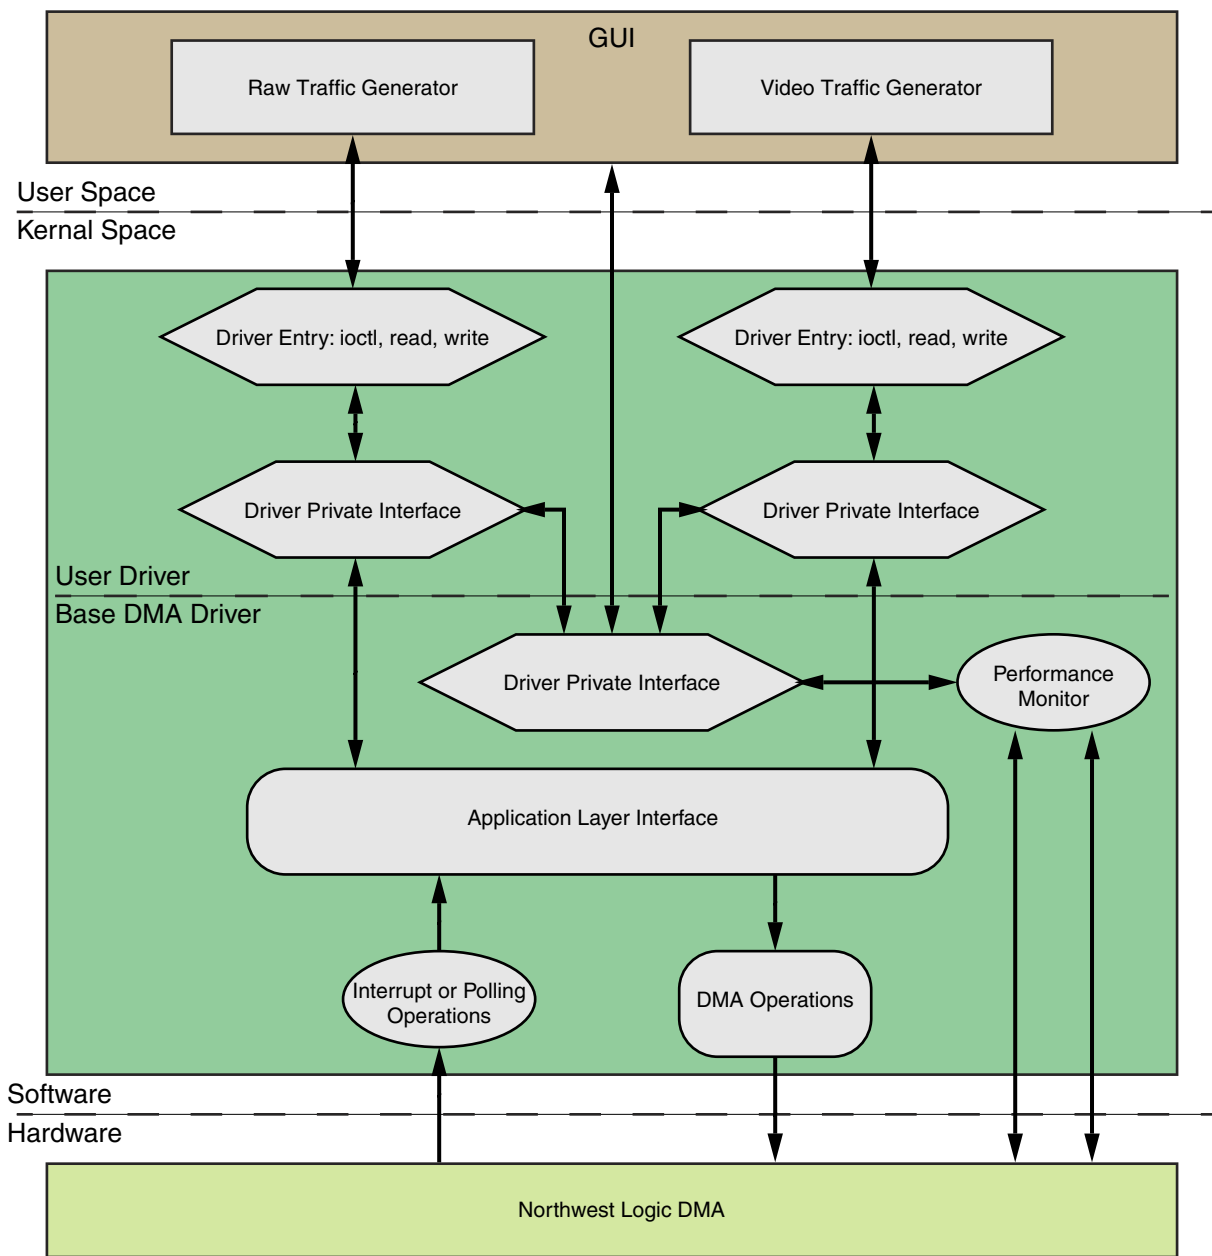 GUI
Raw Traffic Generator
Video Traffic Generator
User Space
Kernal Space
Driver Entry: ioctl, read, write
Driver Entry: ioctl, read, write
Driver Private Interface
Driver Private Interface
User Driver
Base DMA Driver
Driver Private Interface
Performance
Monitor
Application Layer Interface
Interrupt or Polling
Operations
DMA Operations
Software
Hardware
Northwest Logic DMA